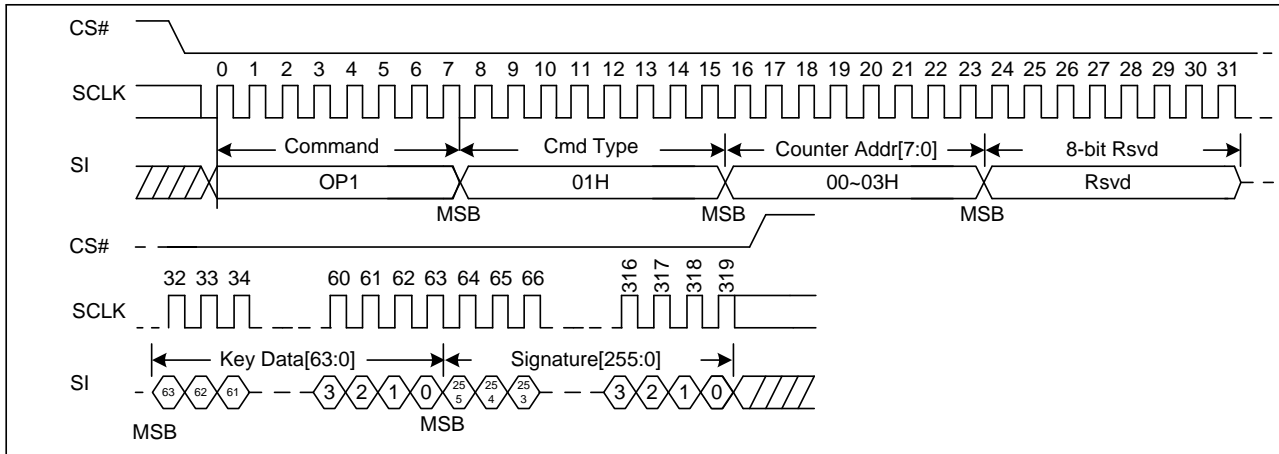 CS#
0 1 2 3 4 5 6 7 8 9 10 11 12 13 14 15 16 17 18 19 20 21 22 23 24 25 26 27 28 29 30 31
SCLK
Command Cmd Type Counter Addr[7:0] 8-bit Rsvd
SI
OP1 01H 00~03H Rsvd
MSB MSB MSB
CS#
32 33 34 60 61 62 63 64 65 66 316 317 318 319
SCLK
Key Data[63:0] Signature[255:0]
SI
63 62 61 3 2 1 0 255 254 253 3 2 1 0
MSB MSB